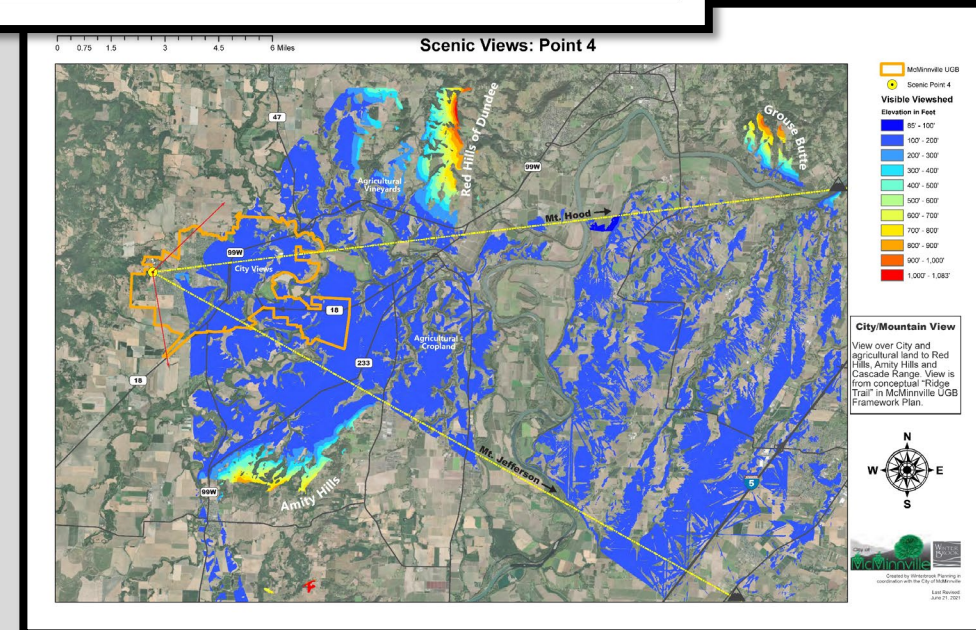 0 0.75 1.5 3 4.5 6 Miles
Scenic Views: Point 4
McMinnville UGB
Scenic Point 4
Visible Viewshed
Elevation in Feet
85' - 100'
100' - 200'
200' - 300'
300' - 400'
400' - 500'
500' - 600'
600' - 700'
700' - 800'
800' - 900'
900' - 1,000'
1,000' - 1,083'
47
Agricultural
Vineyards
Red Hills of Dundee
99W
Grouse Butte
Mt. Hood
99W
City Views
18
Agricultural
Cropland
233
18
Mt. Jefferson
99W
Amity Hills
5
City/Mountain View
View over City and
agricultural land to Red
Hills, Amity Hills and
Cascade Range. View is
from conceptual "Ridge
Trail" in McMinnville UGB
Framework Plan.
N
W E
S
City of
McMinnville
WINTER
BROOK
Created by Winterbrook Planning in
coordination with the City of McMinnville
Last Revised:
June 21, 2021